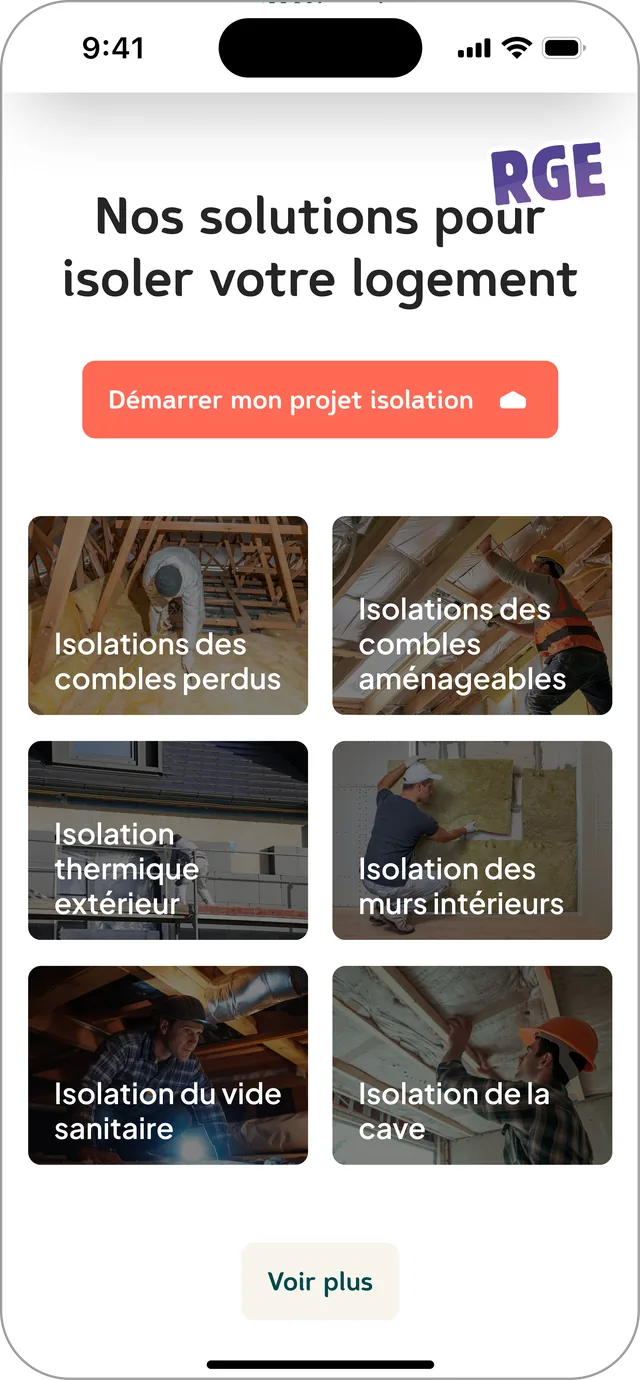 9:41
RGE
Nos solutions pour
isoler votre logement
Démarrer mon projet isolation
Isolations des
combles perdus
Isolations des
combles
aménageables
Isolation
thermique
extérieur
Isolation des
murs intérieurs
Isolation du vide
sanitaire
Isolation de la
cave
Voir plus